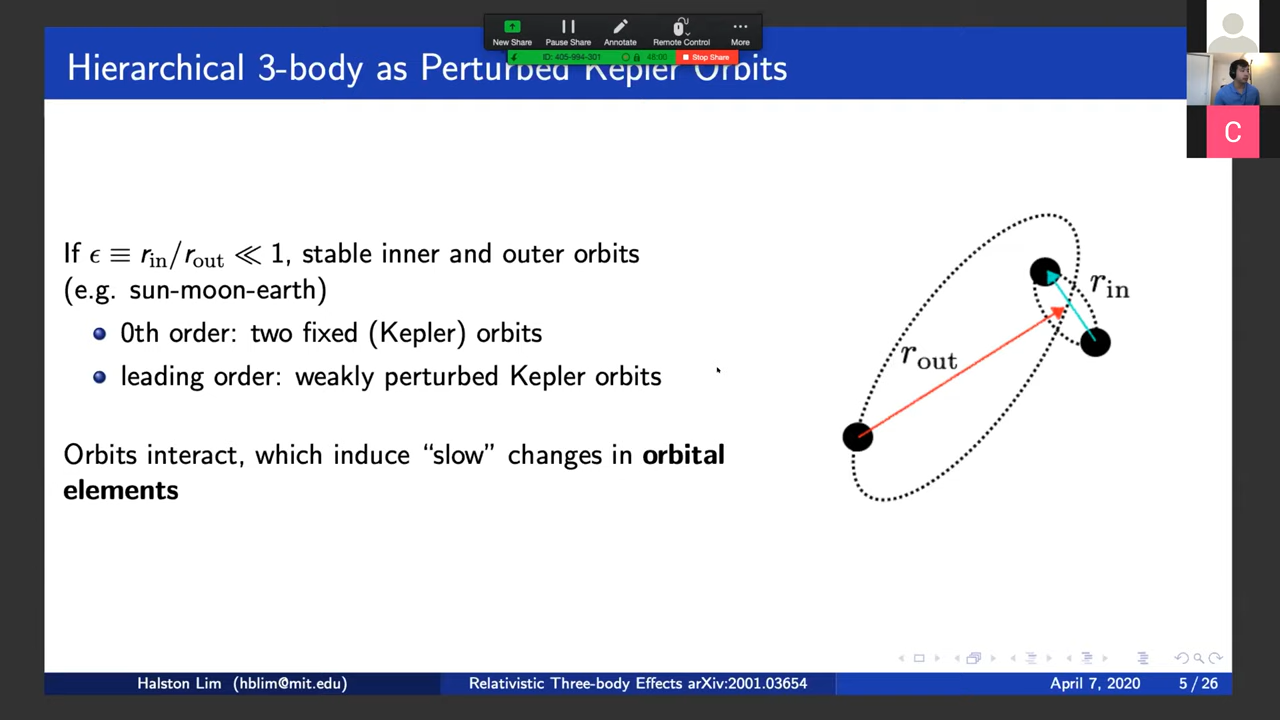 New Share Pause Share Annotate Remote Control More
ID: 405-994-301 48:00 Stop Share
Hierarchical 3-body as Perturbed Kepler Orbits
C
If ϵ ≡ r_in/r_out ≪ 1, stable inner and outer orbits
(e.g. sun-moon-earth)
0th order: two fixed (Kepler) orbits
leading order: weakly perturbed Kepler orbits
Orbits interact, which induce “slow” changes in orbital
elements
r_in
r_out
Halston Lim (hblim@mit.edu) Relativistic Three-body Effects arXiv:2001.03654 April 7, 2020 5 / 26